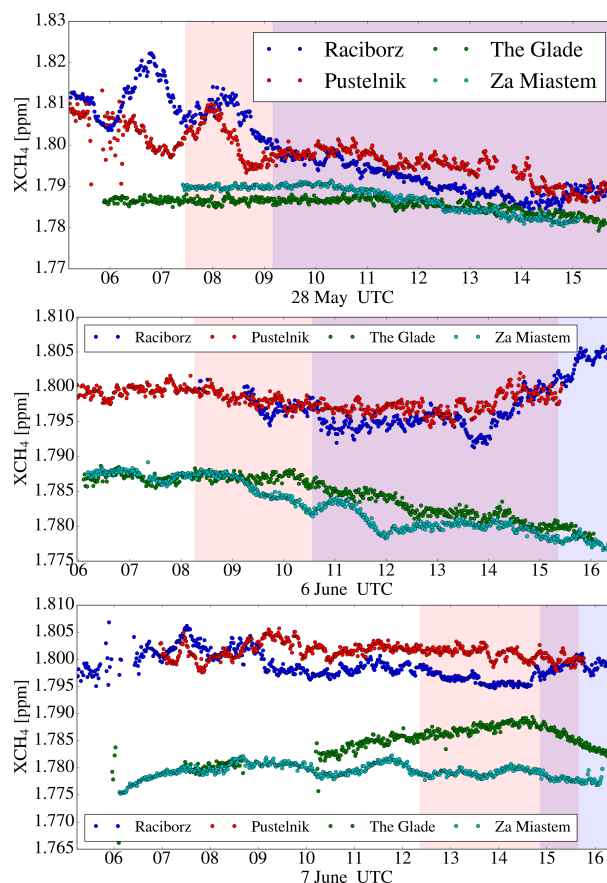 1.83
1.82
1.81
1.80
1.79
1.78
1.77
XCH4 [ppm]
Raciborz
Pustelnik
The Glade
Za Miastem
06 07 08 09 10 11 12 13 14 15
28 May UTC
1.810
1.805
1.800
1.795
1.790
1.785
1.780
1.775
XCH4 [ppm]
Raciborz Pustelnik The Glade Za Miastem
06 07 08 09 10 11 12 13 14 15 16
6 June UTC
1.810
1.805
1.800
1.795
1.790
1.785
1.780
1.775
1.770
1.765
XCH4 [ppm]
Raciborz Pustelnik The Glade Za Miastem
06 07 08 09 10 11 12 13 14 15 16
7 June UTC